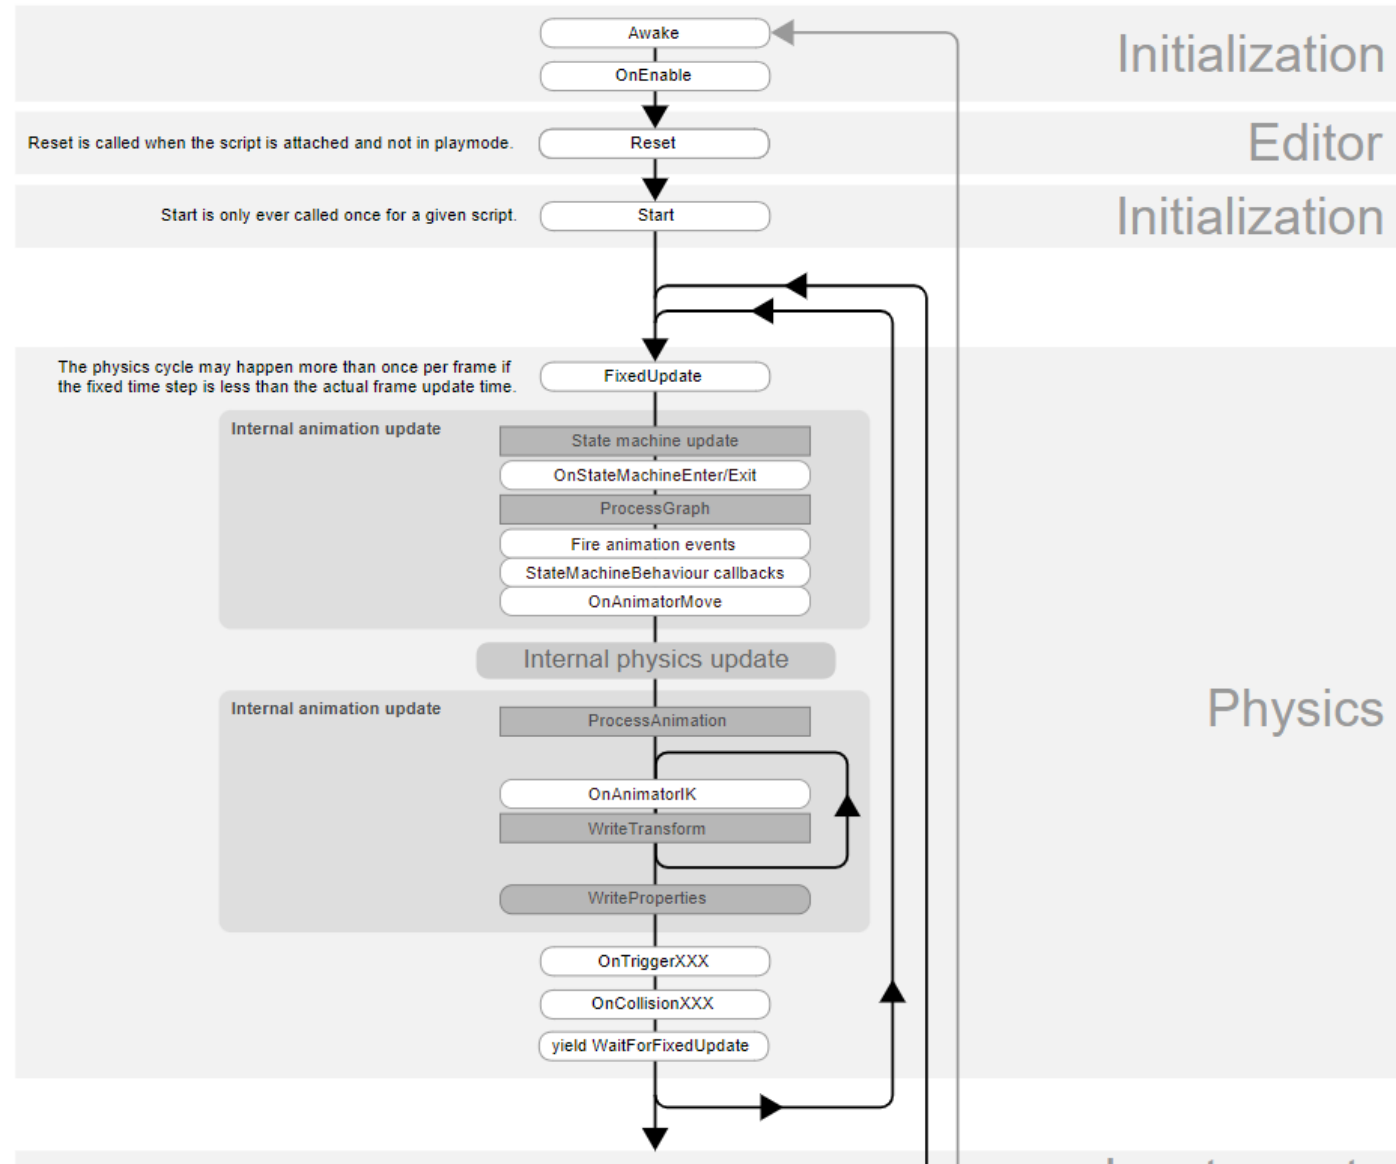 Awake
Initialization
OnEnable
Editor
Reset is called when the script is attached and not in playmode.
Reset
Start is only ever called once for a given script.
Start
Initialization
The physics cycle may happen more than once per frame if
the fixed time step is less than the actual frame update time.
FixedUpdate
Internal animation update
State machine update
OnStateMachineEnter/Exit
ProcessGraph
Fire animation events
StateMachineBehaviour callbacks
OnAnimatorMove
Internal physics update
Internal animation update
Physics
ProcessAnimation
OnAnimatorIK
WriteTransform
WriteProperties
OnTriggerXXX
OnCollisionXXX
yield WaitForFixedUpdate